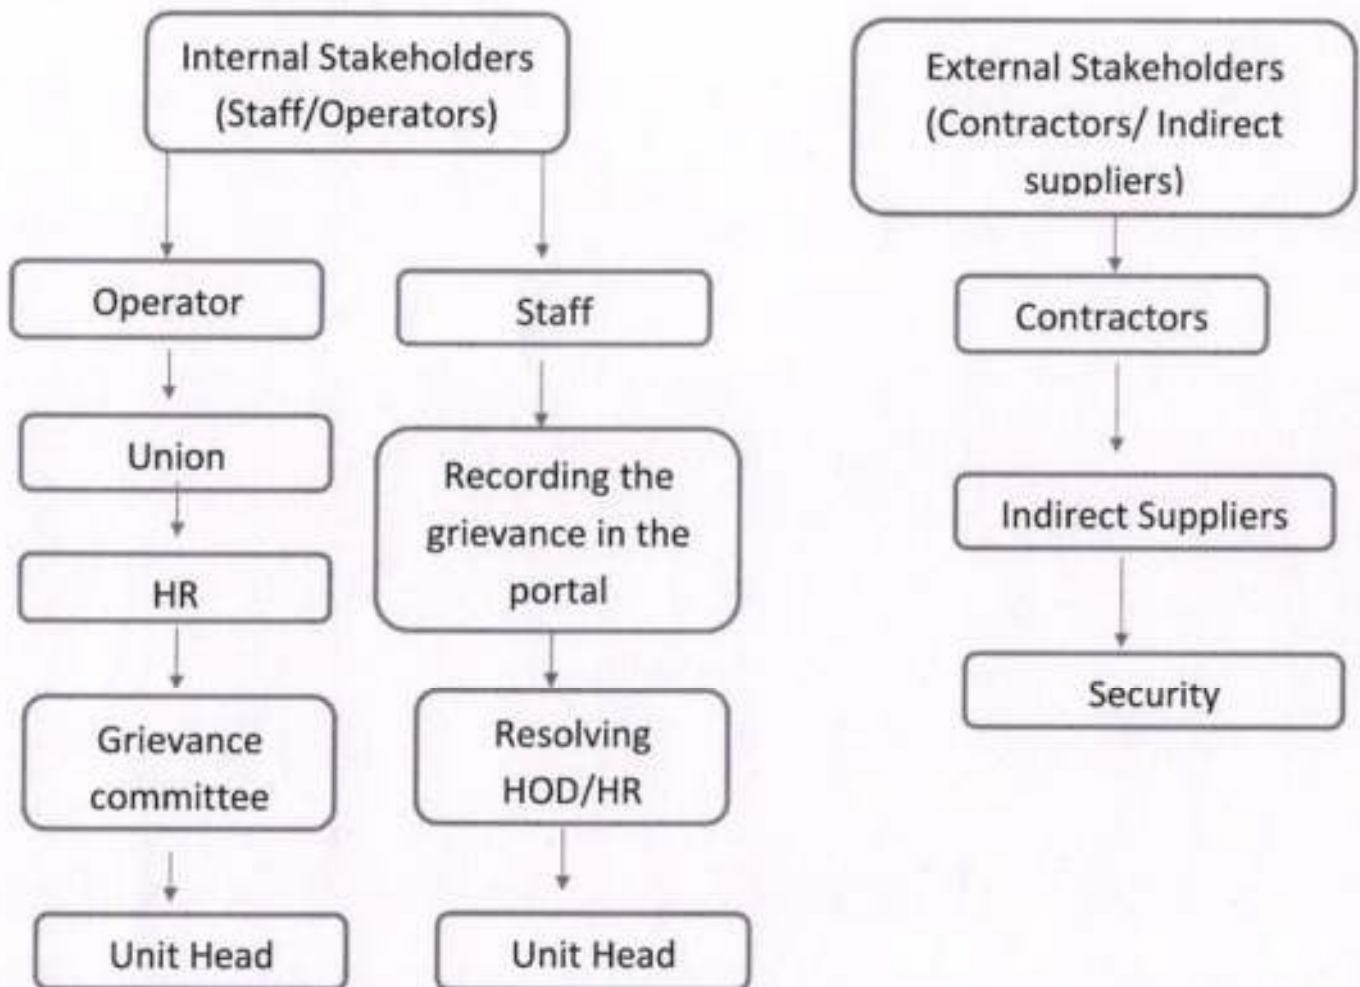 Internal Stakeholders
(Staff/Operators)
Operator
Union
HR
Grievance
committee
Unit Head
Staff
Recording the
grievance in the
portal
Resolving
HOD/HR
Unit Head
External Stakeholders
(Contractors/ Indirect
suppliers)
Contractors
Indirect Suppliers
Security